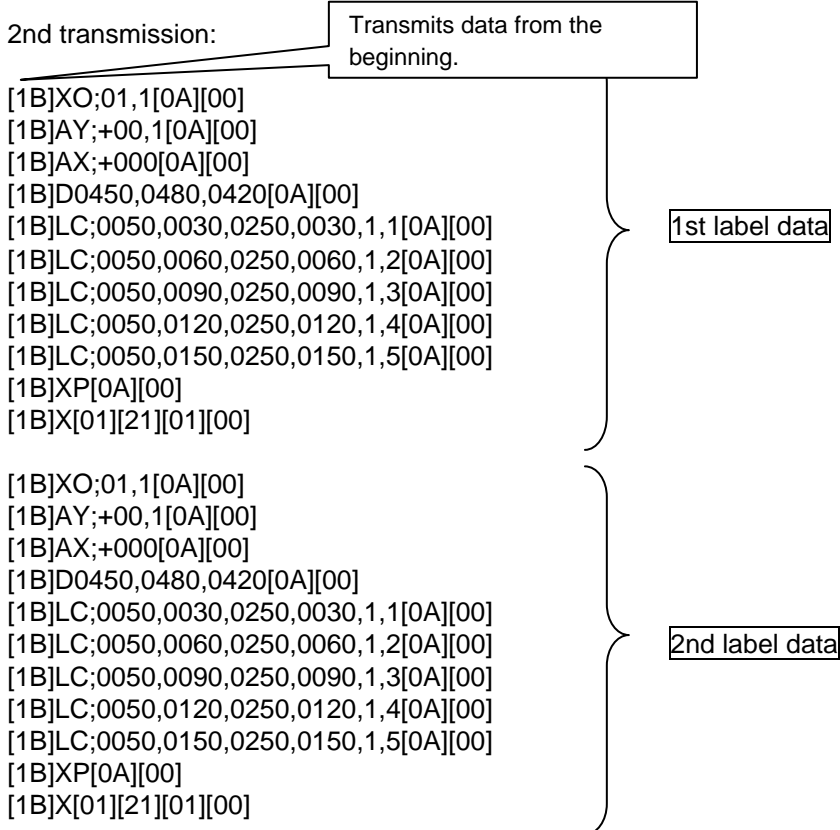 2nd transmission:
Transmits data from the
beginning.
[1B]XO;01,1[0A][00]
[1B]AY;+00,1[0A][00]
[1B]AX;+000[0A][00]
[1B]D0450,0480,0420[0A][00]
[1B]LC;0050,0030,0250,0030,1,1[0A][00]
[1B]LC;0050,0060,0250,0060,1,2[0A][00]
[1B]LC;0050,0090,0250,0090,1,3[0A][00]
[1B]LC;0050,0120,0250,0120,1,4[0A][00]
[1B]LC;0050,0150,0250,0150,1,5[0A][00]
[1B]XP[0A][00]
[1B]X[01][21][01][00]
1st label data
[1B]XO;01,1[0A][00]
[1B]AY;+00,1[0A][00]
[1B]AX;+000[0A][00]
[1B]D0450,0480,0420[0A][00]
[1B]LC;0050,0030,0250,0030,1,1[0A][00]
[1B]LC;0050,0060,0250,0060,1,2[0A][00]
[1B]LC;0050,0090,0250,0090,1,3[0A][00]
[1B]LC;0050,0120,0250,0120,1,4[0A][00]
[1B]LC;0050,0150,0250,0150,1,5[0A][00]
[1B]XP[0A][00]
[1B]X[01][21][01][00]
2nd label data